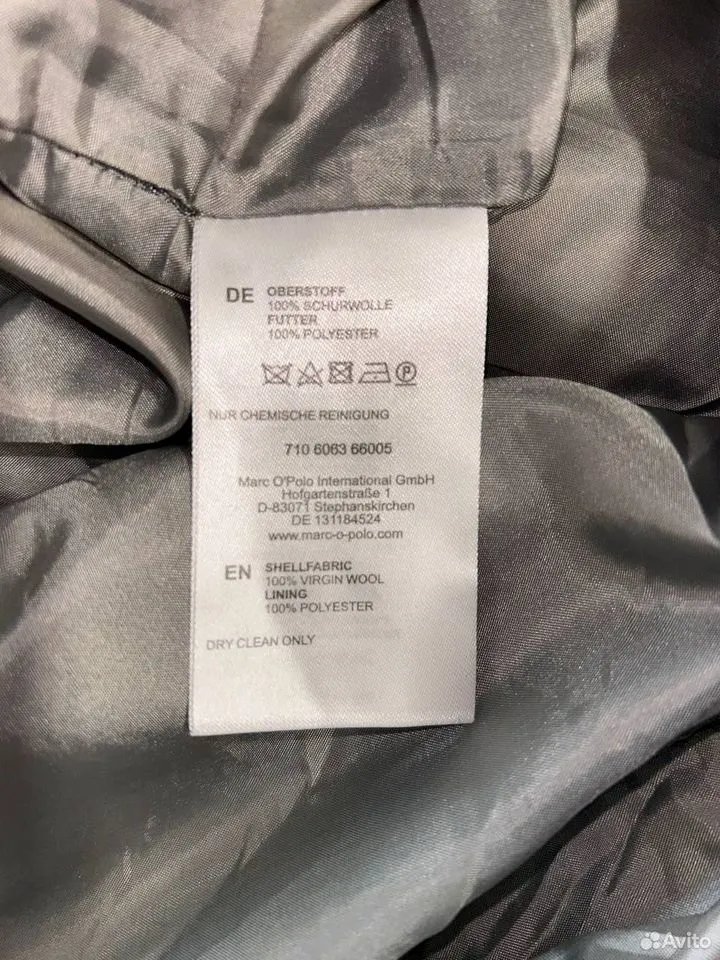 DE OBERSTOFF
100% SCHURWOLLE
FUTTER
100% POLYESTER
P
NUR CHEMISCHE REINIGUNG
710 6063 66005
Marc O'Polo International GmbH
Hofgartenstraße 1
D-83071 Stephanskirchen
DE 131184524
www.marc-o-polo.com
EN SHELLFABRIC
100% VIRGIN WOOL
LINING
100% POLYESTER
DRY CLEAN ONLY
Avito